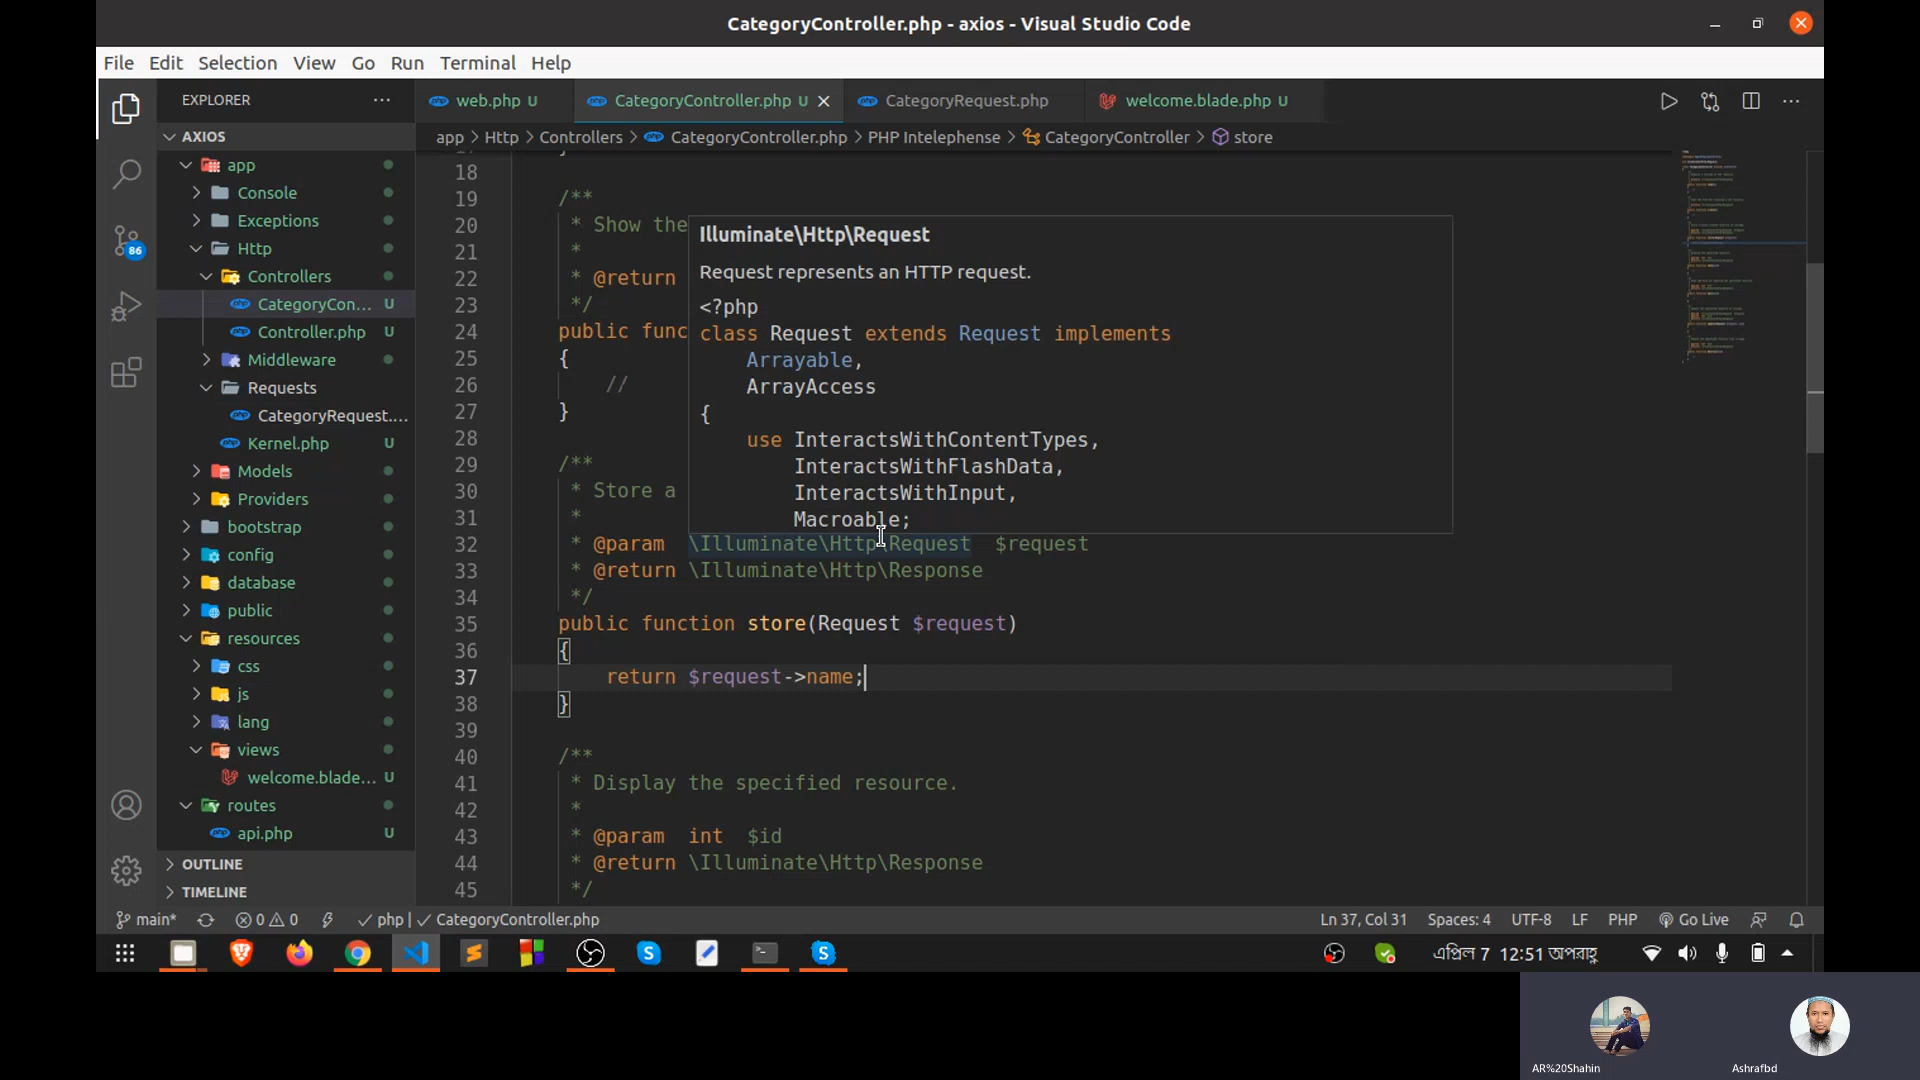 CategoryController.php - axios - Visual Studio Code
File Edit Selection View Go Run Terminal Help
EXPLORER ···
web.php U
CategoryController.php U
CategoryRequest.php
welcome.blade.php U
app > Http > Controllers > CategoryController.php > PHP Intelephense > CategoryController > store
AXIOS
app
Console
Exceptions
86
Http
Controllers
CategoryCon... U
Controller.php U
Middleware
Requests
CategoryRequest....
Kernel.php U
Models
Providers
bootstrap
config
database
public
resources
css
js
lang
views
welcome.blade... U
routes
api.php U
OUTLINE
TIMELINE
18
19 /**
20 * Show the
21 *
22 * @return
23 */
24 public func
25 {
26 //
27 }
28
29 /**
30 * Store a
31 *
32 * @param \Illuminate\Http\Request $request
33 * @return \Illuminate\Http\Response
34 */
35 public function store(Request $request)
36 {
37 return $request->name;
38 }
39
40 /**
41 * Display the specified resource.
42 *
43 * @param int $id
44 * @return \Illuminate\Http\Response
45 */
Illuminate\Http\Request
Request represents an HTTP request.
<?php
class Request extends Request implements
Arrayable,
ArrayAccess
{
use InteractsWithContentTypes,
InteractsWithFlashData,
InteractsWithInput,
Macroable;
main* 0 0 php | CategoryController.php Ln 37, Col 31 Spaces: 4 UTF-8 LF PHP Go Live
এপ্রিল 7 12:51 অপরাহ্ণ
AR%20Shahin
Ashrafbd